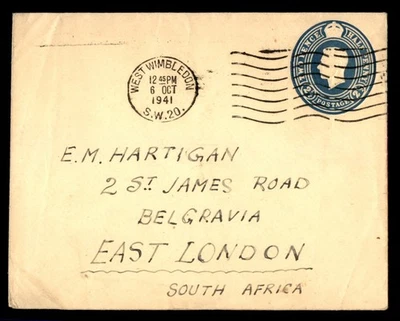 WEST WIMBLEDON
12 45 PM
6 OCT
1941
S.W.20.
POSTAGE
E.M. HARTIGAN
2 ST JAMES ROAD
BELGRAVIA
EAST LONDON
SOUTH AFRICA